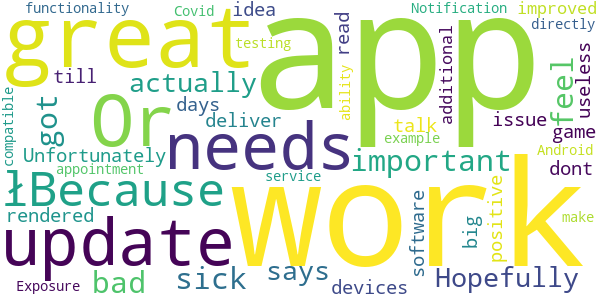 functionality Covid idea Notification improved
great app testing read directly
till actually ability additional useless
compatible got Or days deliver talk issue feel game
Unfortunately needs example Android
appointment important dont
łBecause service work
rendered software big positive make
update sick says
Exposure bad devices Hopefully